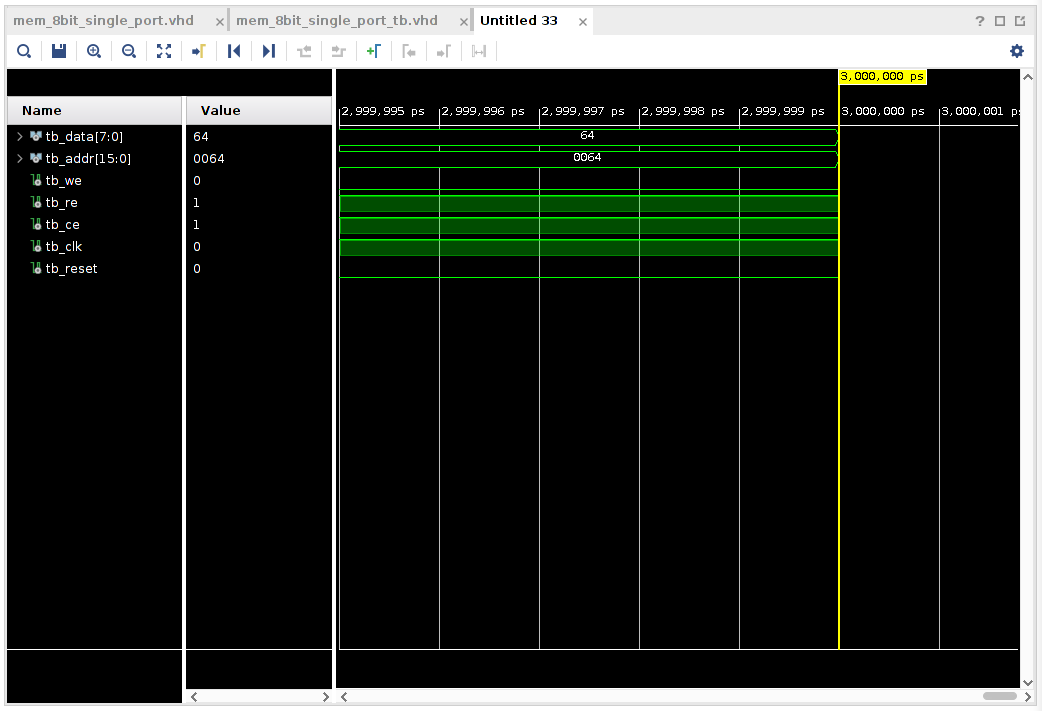 mem_8bit_single_port.vhd × mem_8bit_single_port_tb.vhd × Untitled 33 × ?
3,000,000 ps
Name Value 2,999,995 ps 2,999,996 ps 2,999,997 ps 2,999,998 ps 2,999,999 ps 3,000,000 ps 3,000,001 ps
tb_data[7:0] 64 64
tb_addr[15:0] 0064 0064
tb_we 0
tb_re 1
tb_ce 1
tb_clk 0
tb_reset 0